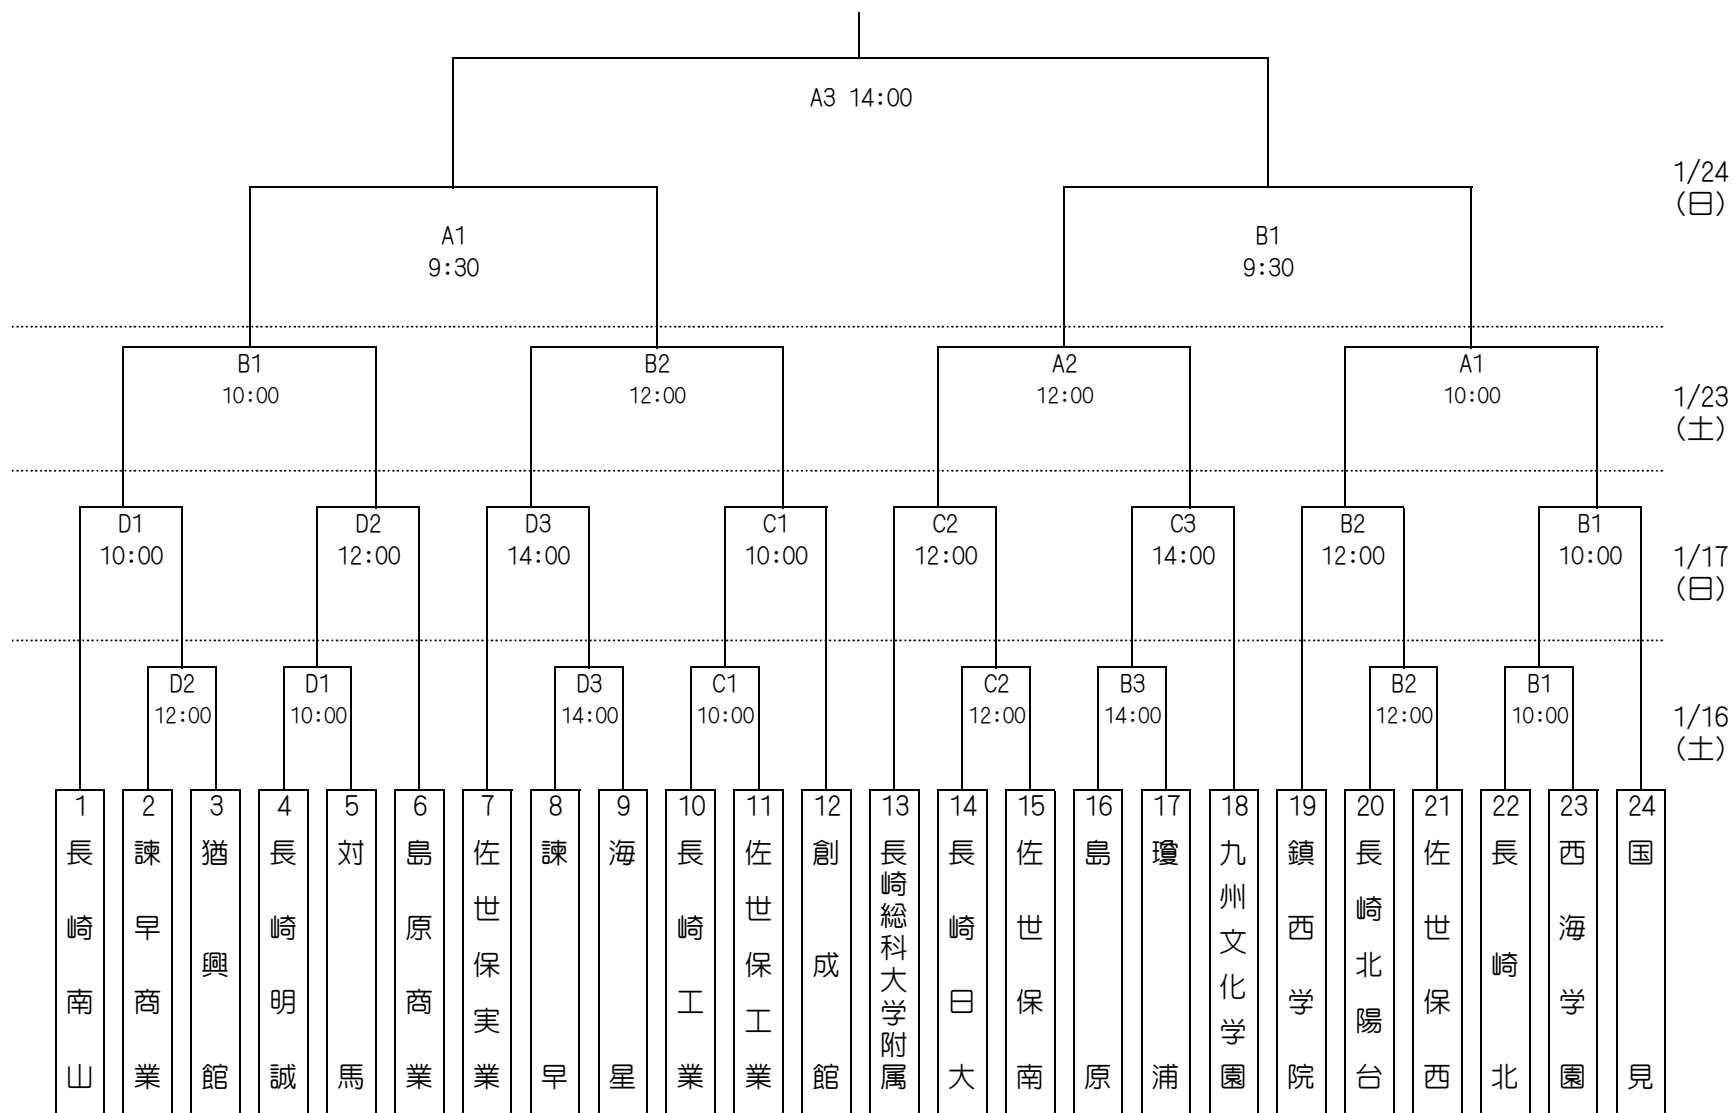 A3 14:00
1/24
(日)
A1
9:30
B1
9:30
B1
10:00
B2
12:00
A2
12:00
A1
10:00
1/23
(土)
D1
10:00
D2
12:00
D3
14:00
C1
10:00
C2
12:00
C3
14:00
B2
12:00
B1
10:00
1/17
(日)
D2
12:00
D1
10:00
D3
14:00
C1
10:00
C2
12:00
B3
14:00
B2
12:00
B1
10:00
1/16
(土)
1
長崎南山
2
諫早商業
3
猶興館
4
長崎明誠
5
対馬
6
島原商業
7
佐世保実業
8
諫早
9
海星
10
長崎工業
11
佐世保工業
12
創成館
13
長崎総科大学附属
14
長崎日大
15
佐世保南
16
島原
17
瓊浦
18
九州文化学園
19
鎮西学院
20
長崎北陽台
21
佐世保西
22
長崎北
23
西海学園
24
国見